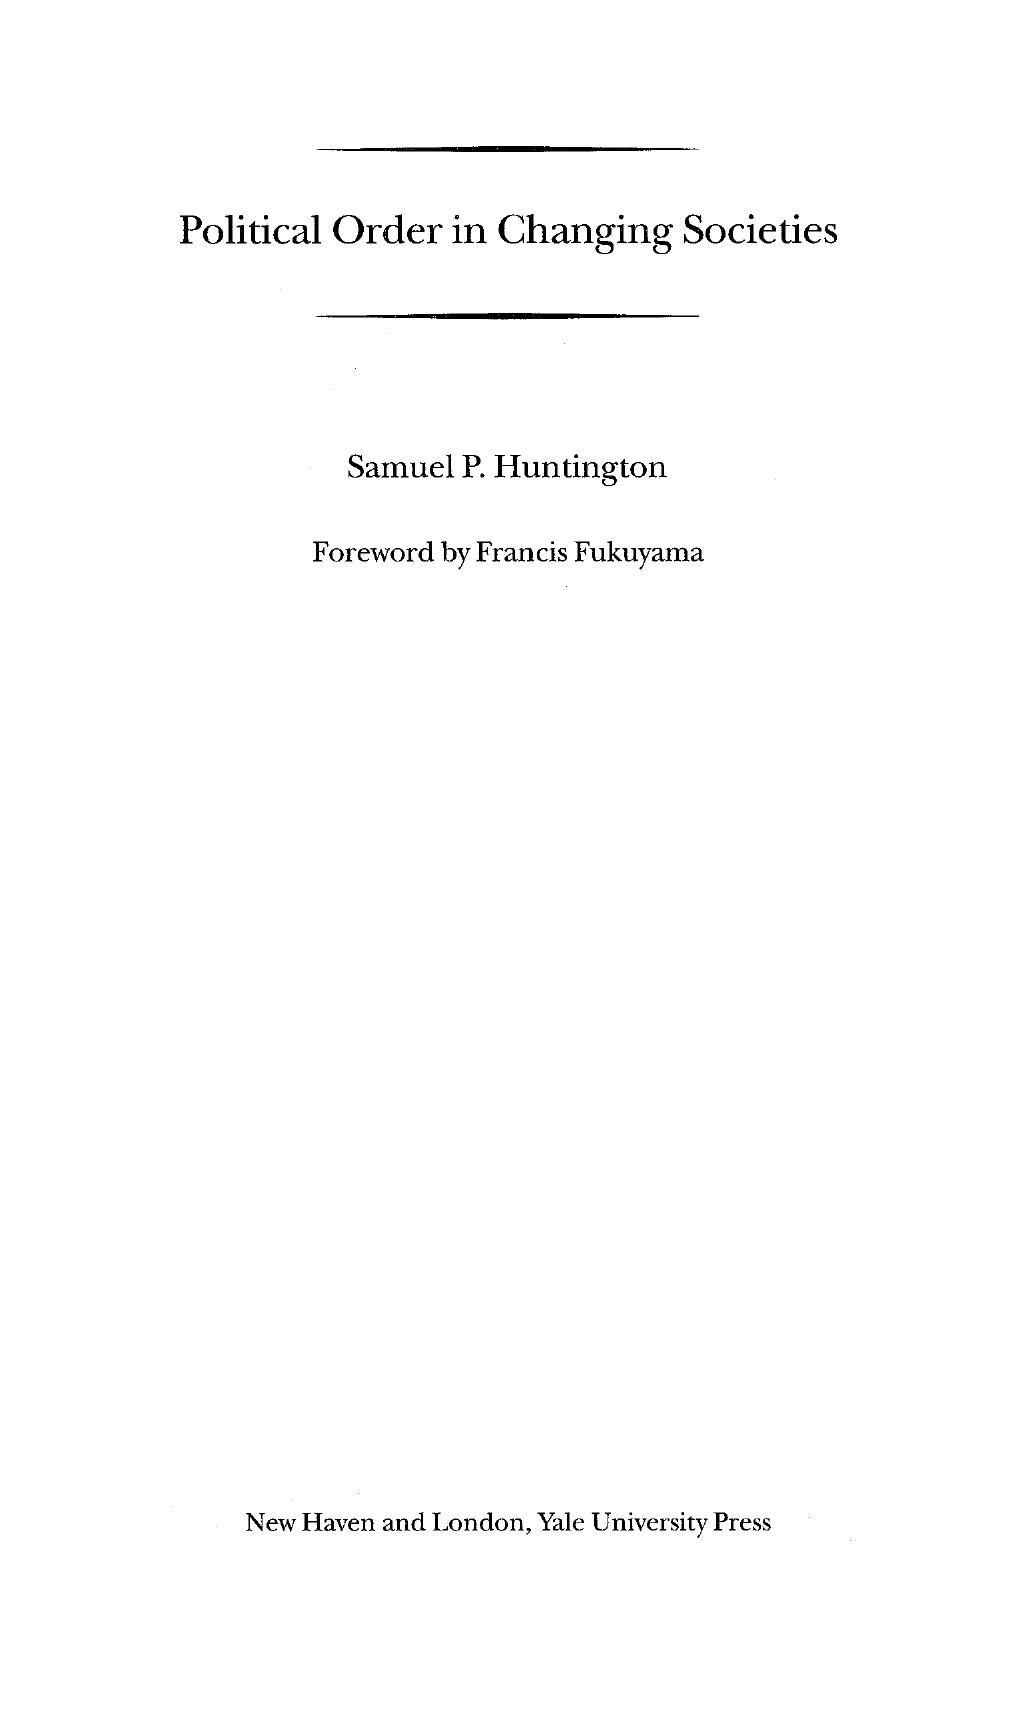 Political Order in Changing Societies
Samuel P. Huntington
Foreword by Francis Fukuyama
New Haven and London, Yale University Press